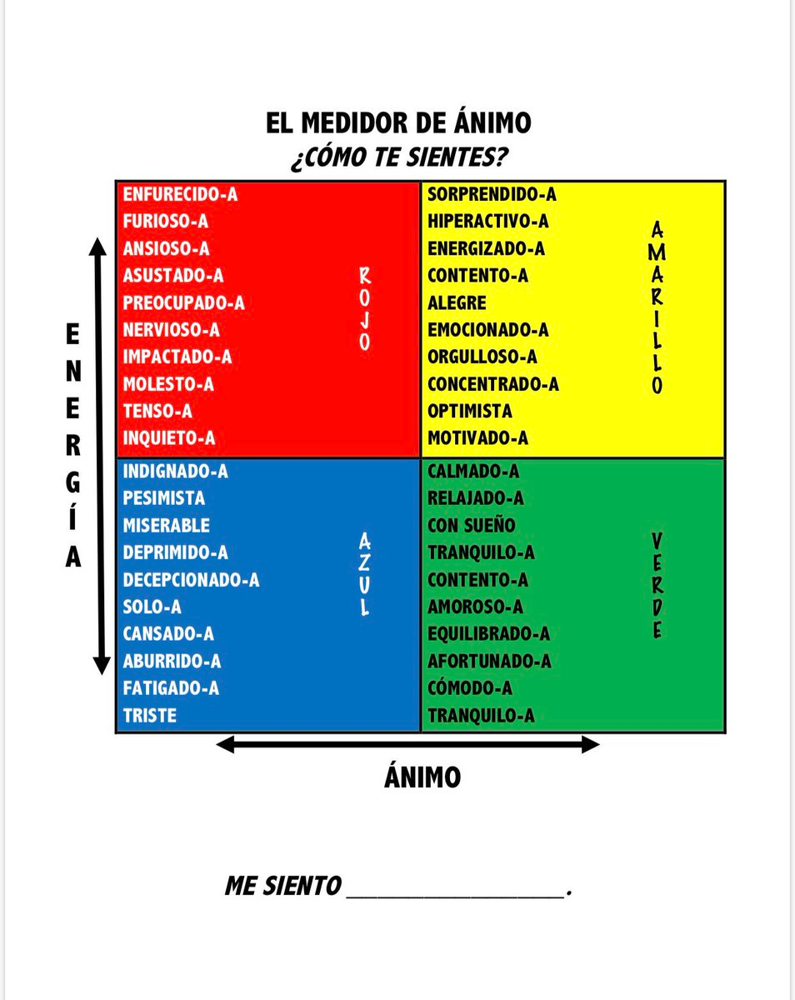 EL MEDIDOR DE ÁNIMO
¿CÓMO TE SIENTES?
ENERGÍA
ENFURECIDO-A
FURIOSO-A
ANSIOSO-A
ASUSTADO-A
PREOCUPADO-A
NERVIOSO-A
IMPACTADO-A
MOLESTO-A
TENSO-A
INQUIETO-A
ROJO
SORPRENDIDO-A
HIPERACTIVO-A
ENERGIZADO-A
CONTENTO-A
ALEGRE
EMOCIONADO-A
ORGULLOSO-A
CONCENTRADO-A
OPTIMISTA
MOTIVADO-A
AMARILLO
INDIGNADO-A
PESIMISTA
MISERABLE
DEPRIMIDO-A
DECEPCIONADO-A
SOLO-A
CANSADO-A
ABURRIDO-A
FATIGADO-A
TRISTE
AZUL
CALMADO-A
RELAJADO-A
CON SUEÑO
TRANQUILO-A
CONTENTO-A
AMOROSO-A
EQUILIBRADO-A
AFORTUNADO-A
CÓMODO-A
TRANQUILO-A
VERDE
ÁNIMO
ME SIENTO ___________________.